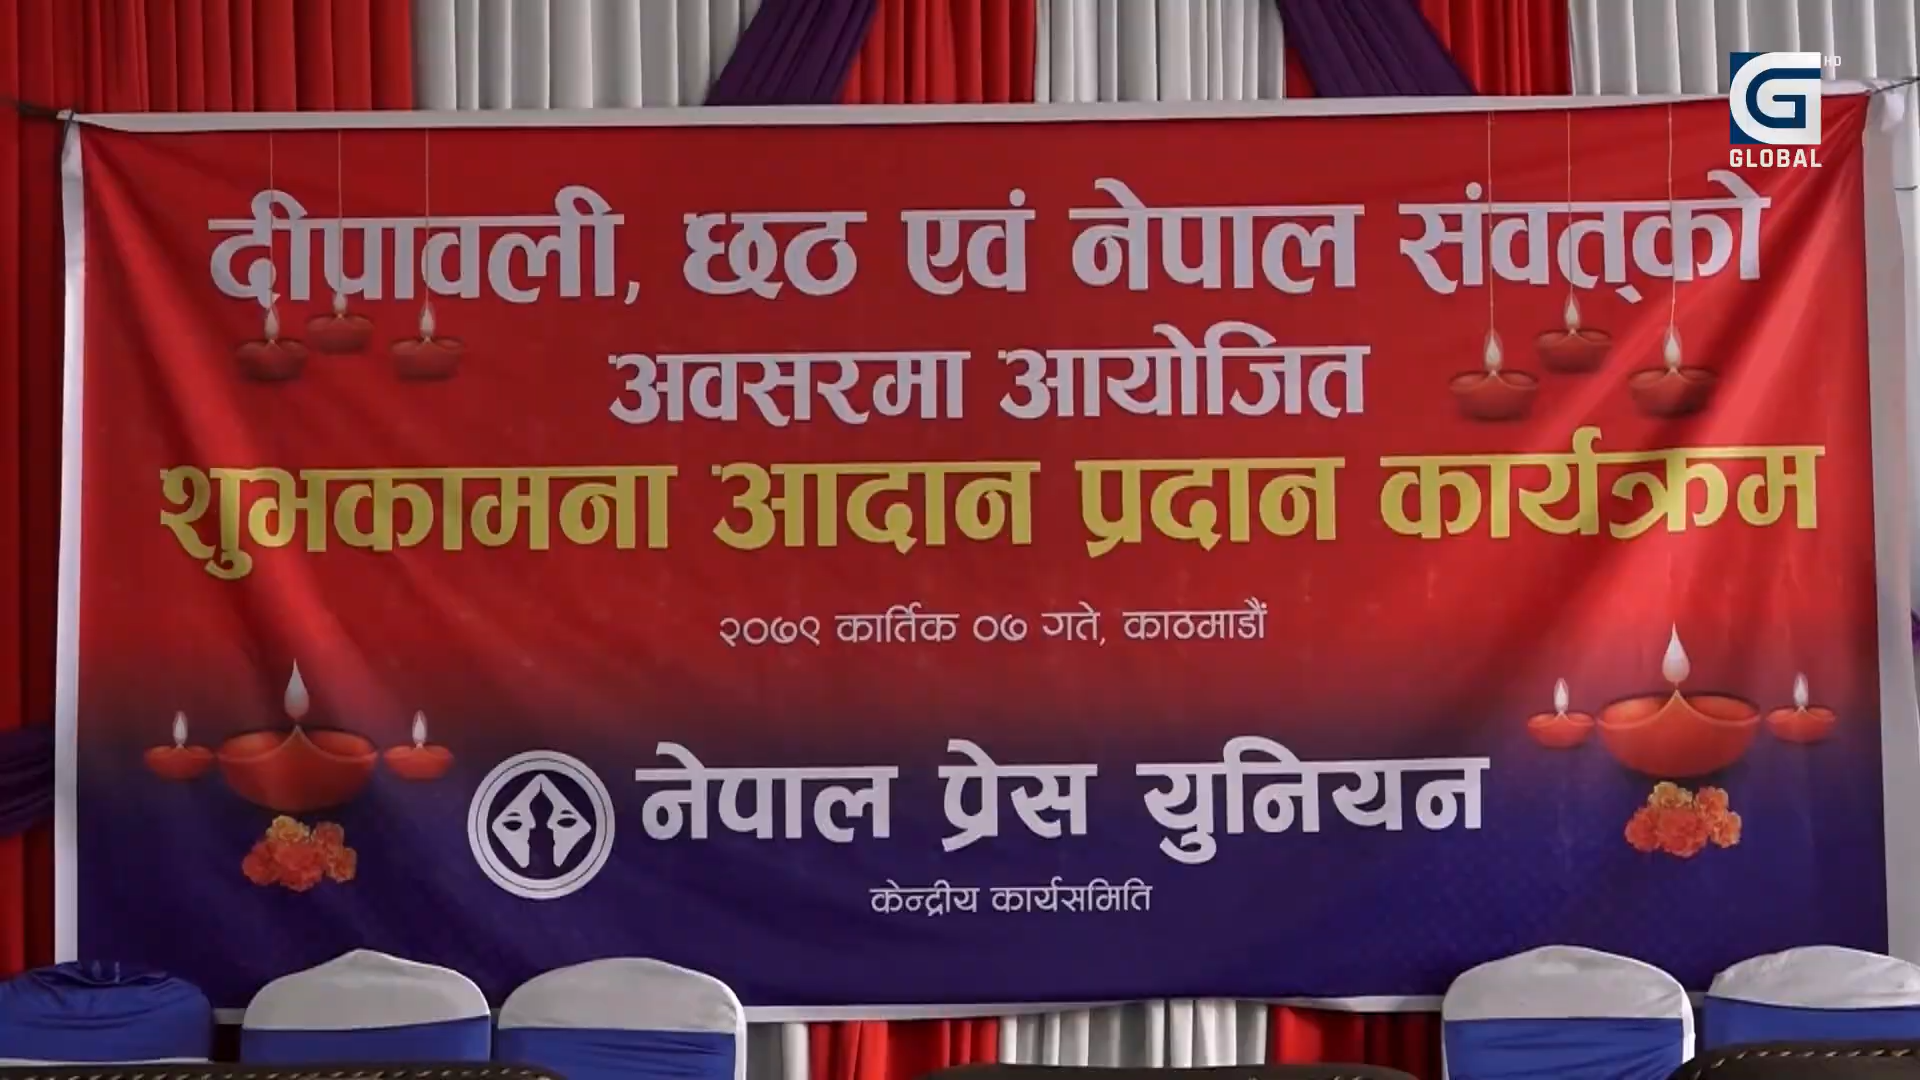 HD
GLOBAL
दीपावली, छठ एवं नेपाल संवत्को
अवसरमा आयोजित
शुभकामना आदान प्रदान कार्यक्रम
२०७९ कार्तिक ०७ गते, काठमाडौं
नेपाल प्रेस युनियन
केन्द्रीय कार्यसमिति